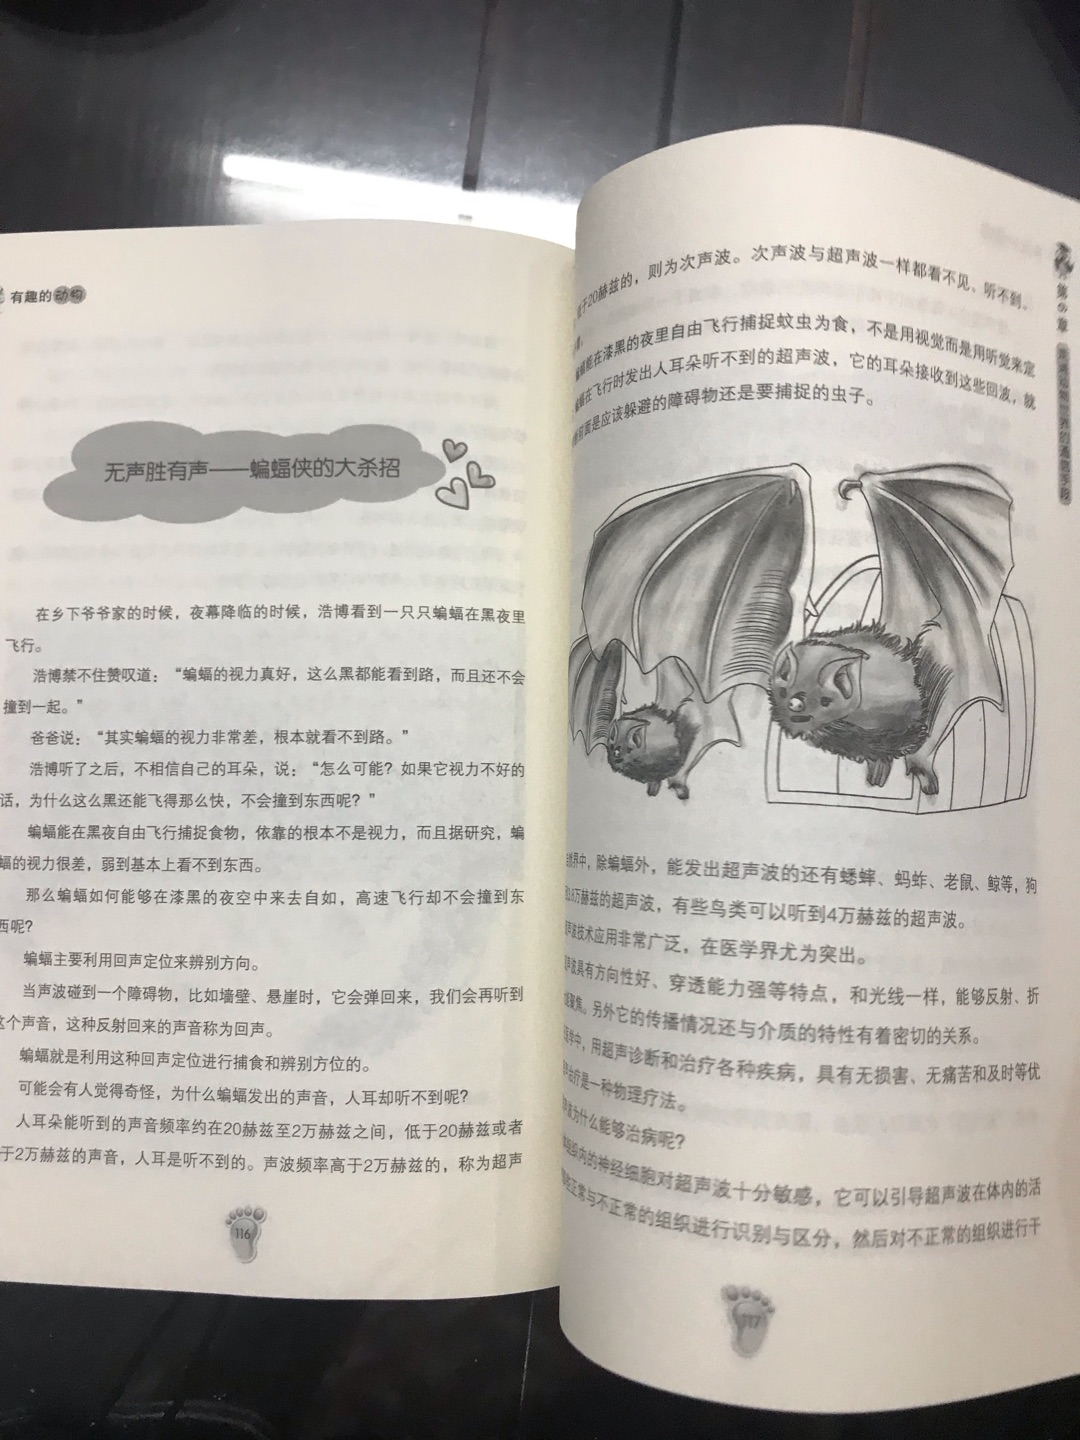 有趣的动物
无声胜有声——蝙蝠侠的大杀招
在乡下爷爷家的时候，夜幕降临的时候，浩博看到一只只蝙蝠在黑夜里
飞行。
浩博禁不住赞叹道：“蝙蝠的视力真好，这么黑都能看到路，而且还不会
撞到一起。”
爸爸说：“其实蝙蝠的视力非常差，根本就看不到路。”
浩博听了之后，不相信自己的耳朵，说：“怎么可能？如果它视力不好的
话，为什么这么黑还能飞得那么快，不会撞到东西呢？”
蝙蝠能在黑夜自由飞行捕捉食物，依靠的根本不是视力，而且据研究，蝙
蝠的视力很差，弱到基本上看不到东西。
那么蝙蝠如何能够在漆黑的夜空中来去自如，高速飞行却不会撞到东
西呢？
蝙蝠主要利用回声定位来辨别方向。
当声波碰到一个障碍物，比如墙壁、悬崖时，它会弹回来，我们会再听到
这个声音，这种反射回来的声音称为回声。
蝙蝠就是利用这种回声定位进行捕食和辨别方位的。
可能会有人觉得奇怪，为什么蝙蝠发出的声音，人耳却听不到呢？
人耳朵能听到的声音频率约在20赫兹至2万赫兹之间，低于20赫兹或者
于2万赫兹的声音，人耳是听不到的。声波频率高于2万赫兹的，称为超声
116
于20赫兹的，则为次声波。次声波与超声波一样都看不见、听不到。
蝙蝠能在漆黑的夜里自由飞行捕捉蚊虫为食，不是用视觉而是用听觉来定
蝙蝠在飞行时发出人耳朵听不到的超声波，它的耳朵接收到这些回波，就
前面是应该躲避的障碍物还是要捕捉的虫子。
第
章
世界的通信手段
然界中，除蝙蝠外，能发出超声波的还有蟋蟀、蚂蚱、老鼠、鲸等，狗
万赫兹的超声波，有些鸟类可以听到4万赫兹的超声波。
声波技术应用非常广泛，在医学界尤为突出。
声波具有方向性好、穿透能力强等特点，和光线一样，能够反射、折
聚焦。另外它的传播情况还与介质的特性有着密切的关系。
医学中，用超声诊断和治疗各种疾病，具有无损害、无痛苦和及时等优
治疗是一种物理疗法。
波为什么能够治病呢？
组织内的神经细胞对超声波十分敏感，它可以引导超声波在体内的活
正常与不正常的组织进行识别与区分，然后对不正常的组织进行干
117